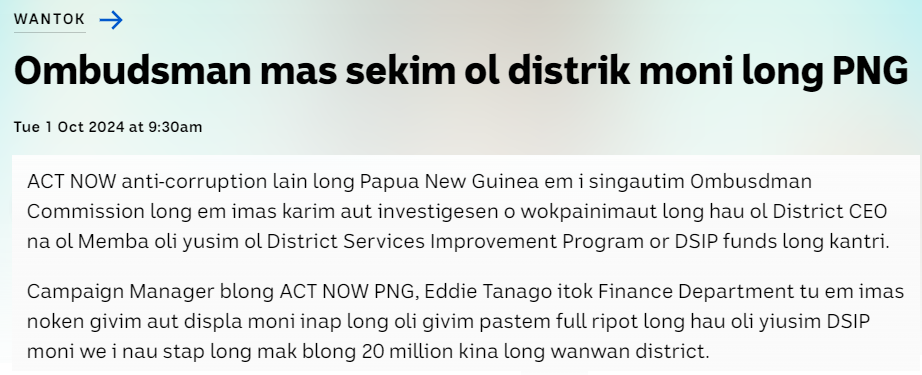 WANTOK
Ombudsman mas sekim ol distrik moni long PNG
Tue 1 Oct 2024 at 9:30am
ACT NOW anti-corruption lain long Papua New Guinea em i singautim Ombusdman
Commission long em imas karim aut investigesen o wokpainimaut long hau ol District CEO
na ol Memba oli yusim ol District Services Improvement Program or DSIP funds long kantri.
Campaign Manager blong ACT NOW PNG, Eddie Tanago itok Finance Department tu em imas
noken givim aut displa moni inap long oli givim pastem full ripot long hau oli yiusim DSIP
moni we i nau stap long mak blong 20 million kina long wanwan district.